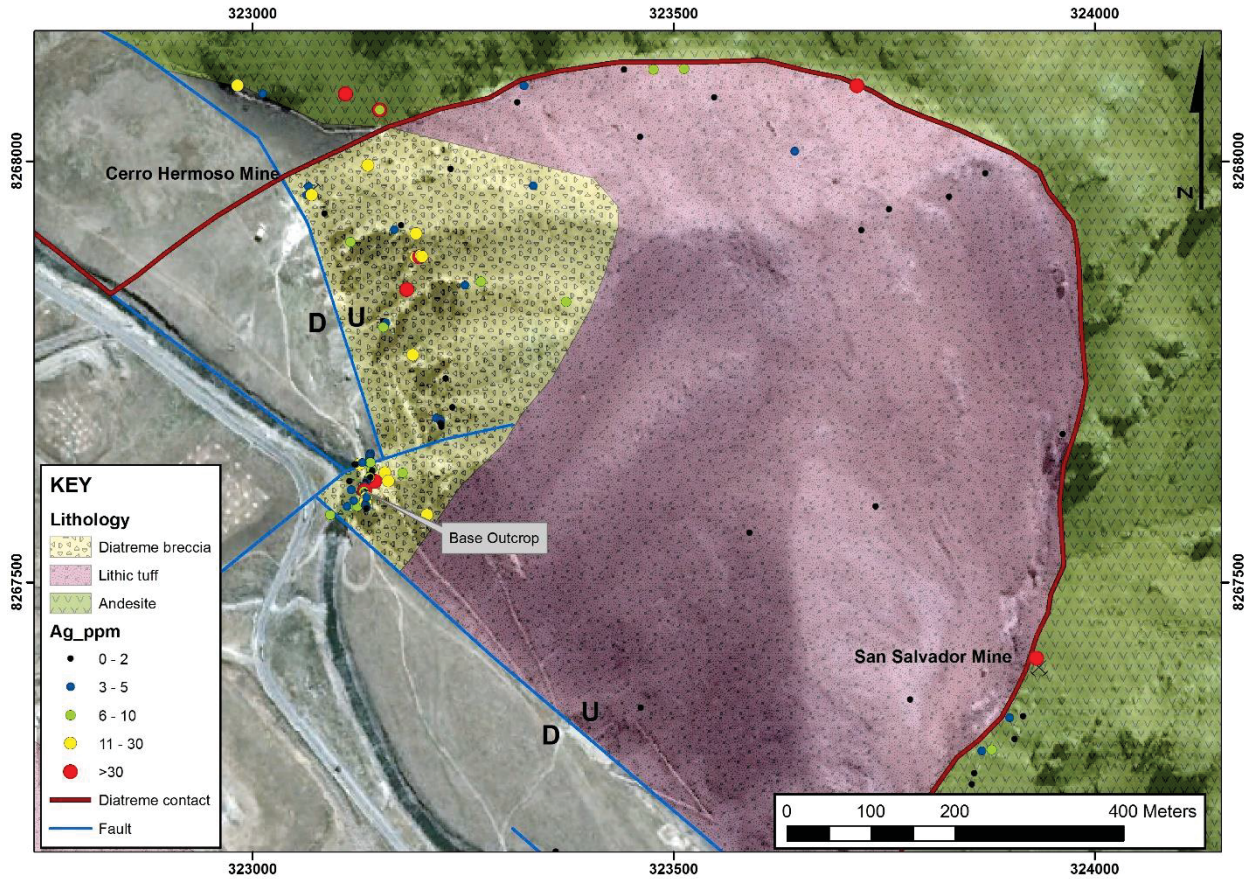 323000
323500
324000
8268000
8268000
Z
Cerro Hermoso Mine
D
U
Base Outcrop
8267500
8267500
San Salvador Mine
U
D
KEY
Lithology
Diatreme breccia
Lithic tuff
Andesite
Ag_ppm
0 - 2
3 - 5
6 - 10
11 - 30
>30
Diatreme contact
Fault
0 100 200 400 Meters
323000
323500
324000